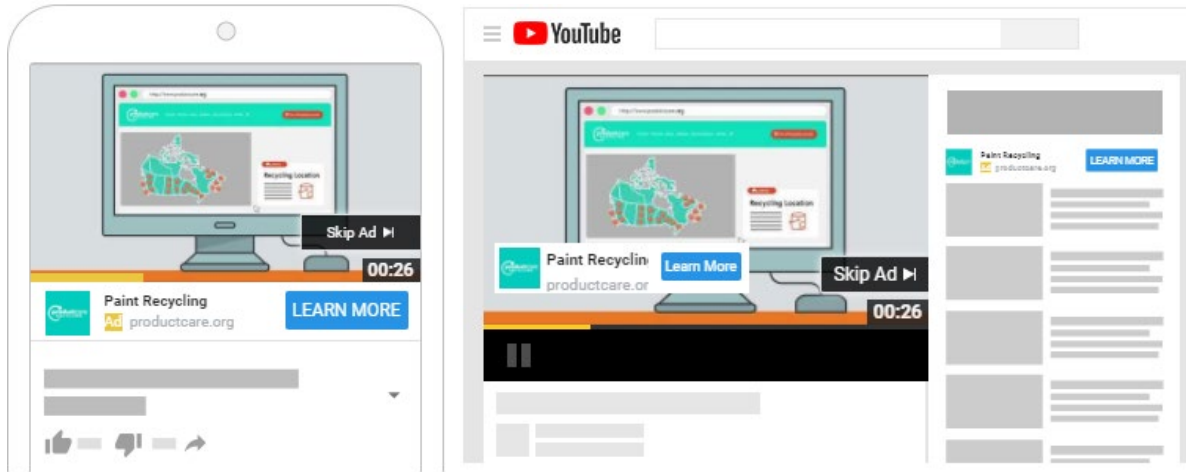 Recycling Location
Skip Ad
00:26
Paint Recycling
Ad productcare.org
LEARN MORE
YouTube
Recycling Location
Paint Recyclin
productcare.or
Learn More
Skip Ad
00:26
Paint Recycling
Ad productcare.org
LEARN MORE